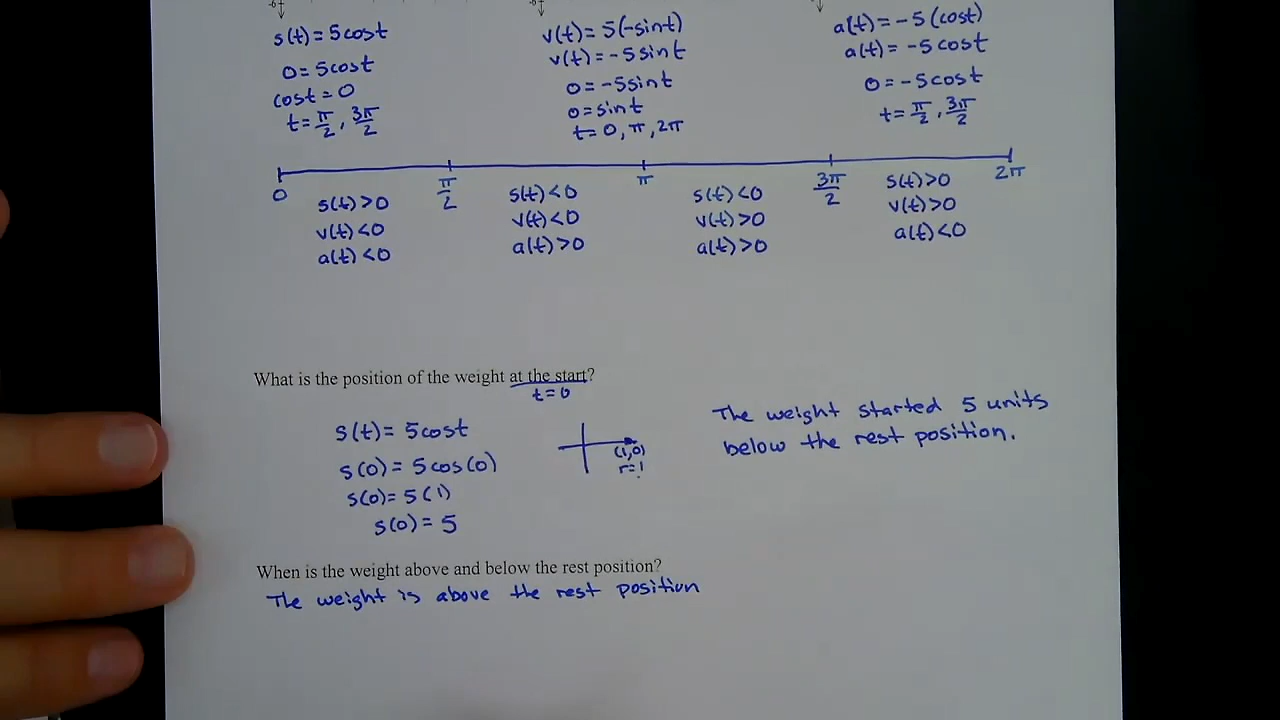 -6
-6
s(t) = 5cost
v(t) = 5(-sint)
a(t) = -5(cost)
0 = 5cost
v(t) = -5sint
a(t) = -5cost
cost = 0
0 = -5sint
0 = -5cost
t = π/2, 3π/2
0 = sint
t = π/2, 3π/2
t = 0, π, 2π
0
π/2
π
3π/2
2π
s(t) > 0
v(t) < 0
a(t) < 0
s(t) < 0
v(t) < 0
a(t) > 0
s(t) < 0
v(t) > 0
a(t) > 0
s(t) > 0
v(t) > 0
a(t) < 0
What is the position of the weight at the start?
t = 0
s(t) = 5cost
s(0) = 5cos(0)
s(0) = 5(1)
s(0) = 5
(1,0)
r=1
The weight started 5 units
below the rest position.
When is the weight above and below the rest position?
The weight is above the rest position